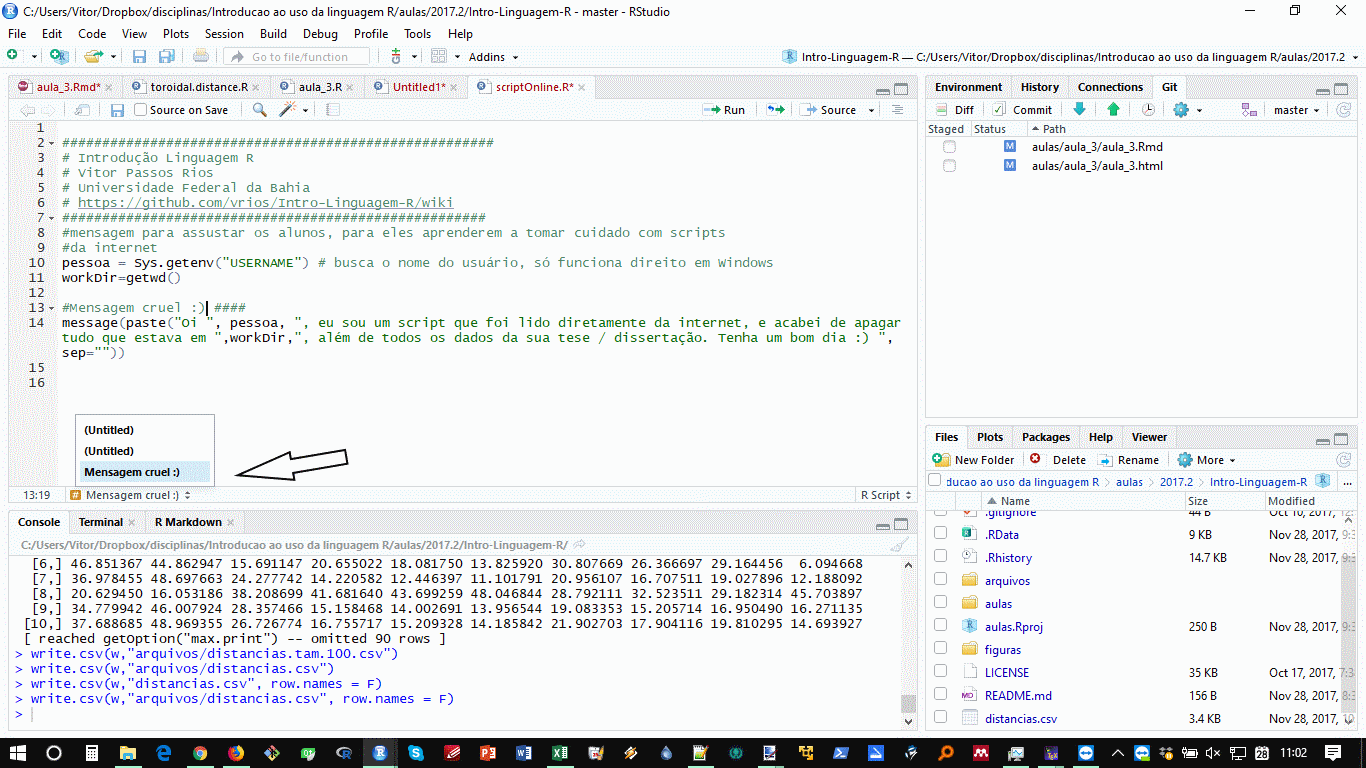 C:/Users/Vitor/Dropbox/disciplinas/Introducao ao uso da linguagem R/aulas/2017.2/Intro-Linguagem-R - master - RStudio
File Edit Code View Plots Session Build Debug Profile Tools Help
Go to file/function Addins Intro-Linguagem-R — C:/Users/Vitor/Dropbox/disciplinas/Introducao ao uso da linguagem R/aulas/2017.2
aula_3.Rmd* toroidal.distance.R aula_3.R Untitled1* scriptOnline.R*
Source on Save Run Source
1
2 ######################################################
3 # Introdução Linguagem R
4 # Vitor Passos Rios
5 # Universidade Federal da Bahia
6 # https://github.com/vrios/Intro-Linguagem-R/wiki
7 #####################################################
8 #mensagem para assustar os alunos, para eles aprenderem a tomar cuidado com scripts
9 #da internet
10 pessoa = Sys.getenv("USERNAME") # busca o nome do usuário, só funciona direito em Windows
11 workDir=getwd()
12
13 #Mensagem cruel :) ####
14 message(paste("Oi ", pessoa, ", eu sou um script que foi lido diretamente da internet, e acabei de apagar
tudo que estava em ",workDir,", além de todos os dados da sua tese / dissertação. Tenha um bom dia :) ",
sep=""))
15
16
(Untitled)
(Untitled)
Mensagem cruel :)
13:19 # Mensagem cruel :) R Script
Console Terminal R Markdown
C:/Users/Vitor/Dropbox/disciplinas/Introducao ao uso da linguagem R/aulas/2017.2/Intro-Linguagem-R/
[6,] 46.851367 44.862947 15.691147 20.655022 18.081750 13.825920 30.807669 26.366697 29.164456 6.094668
[7,] 36.978455 48.697663 24.277742 14.220582 12.446397 11.101791 20.956107 16.707511 19.027896 12.188092
[8,] 20.629450 16.053186 38.208699 41.681640 43.699259 48.046844 28.792111 32.523511 29.182314 45.703897
[9,] 34.779942 46.007924 28.357466 15.158468 14.002691 13.956544 19.083353 15.205714 16.950490 16.271135
[10,] 37.688685 48.969355 26.726774 16.755717 15.209328 14.185842 21.902703 17.904116 19.810295 14.693927
[ reached getOption("max.print") -- omitted 90 rows ]
> write.csv(w,"arquivos/distancias.tam.100.csv")
> write.csv(w,"arquivos/distancias.csv")
> write.csv(w,"distancias.csv", row.names = F)
> write.csv(w,"arquivos/distancias.csv", row.names = F)
>
Environment History Connections Git
Diff Commit master
Staged Status Path
M aulas/aula_3/aula_3.Rmd
M aulas/aula_3/aula_3.html
Files Plots Packages Help Viewer
New Folder Delete Rename More
ducao ao uso da linguagem R aulas 2017.2 Intro-Linguagem-R ...
Name Size Modified
.gitignore 44 B Oct 10, 2017, 12:
.RData 9 KB Nov 28, 2017, 9:3
.Rhistory 14.7 KB Nov 28, 2017, 9:3
arquivos
aulas
aulas.Rproj 250 B Nov 28, 2017, 9:3
figuras
LICENSE 35 KB Oct 17, 2017, 7:3
README.md 156 B Nov 28, 2017, 8:3
distancias.csv 3.4 KB Nov 28, 2017, 10
28 11:02